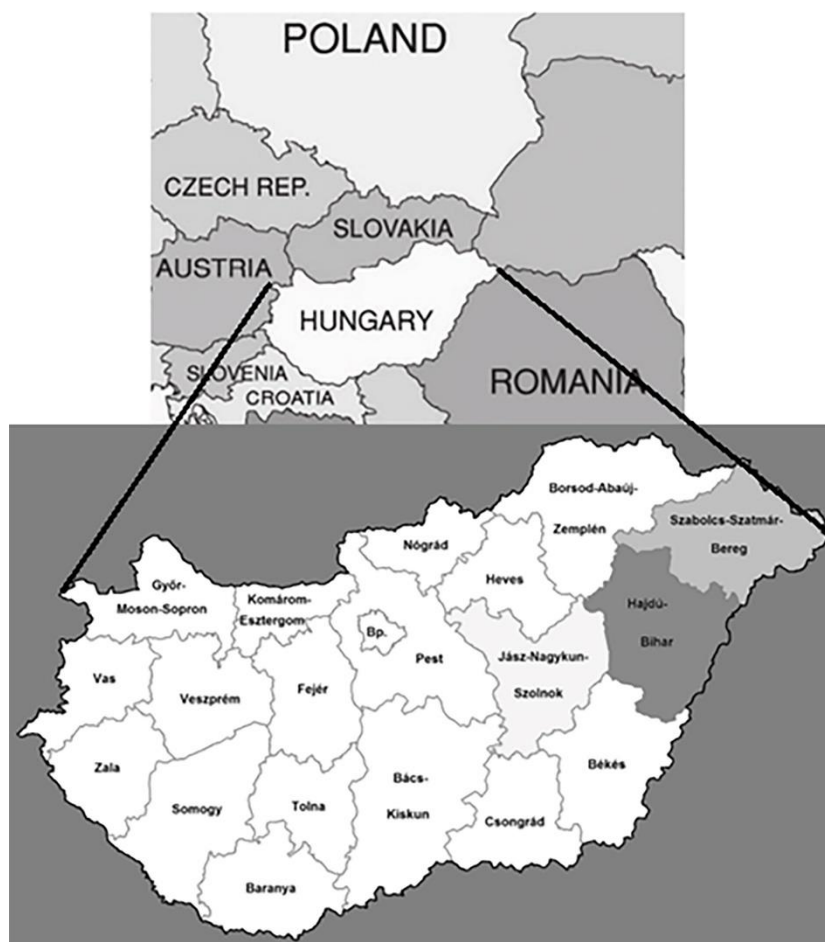 POLAND
CZECH REP.
SLOVAKIA
AUSTRIA
HUNGARY
SLOVENIA
CROATIA
ROMANIA
Borsod-Abaúj-
Zemplén
Szabolcs-Szatmár-
Bereg
Nógrád
Heves
Győr-
Moson-Sopron
Komárom-
Esztergom
Hajdú-
Bihar
Bp.
Pest
Jász-Nagykun-
Szolnok
Vas
Veszprém
Fejér
Zala
Somogy
Tolna
Bács-
Kiskun
Békés
Csongrád
Baranya